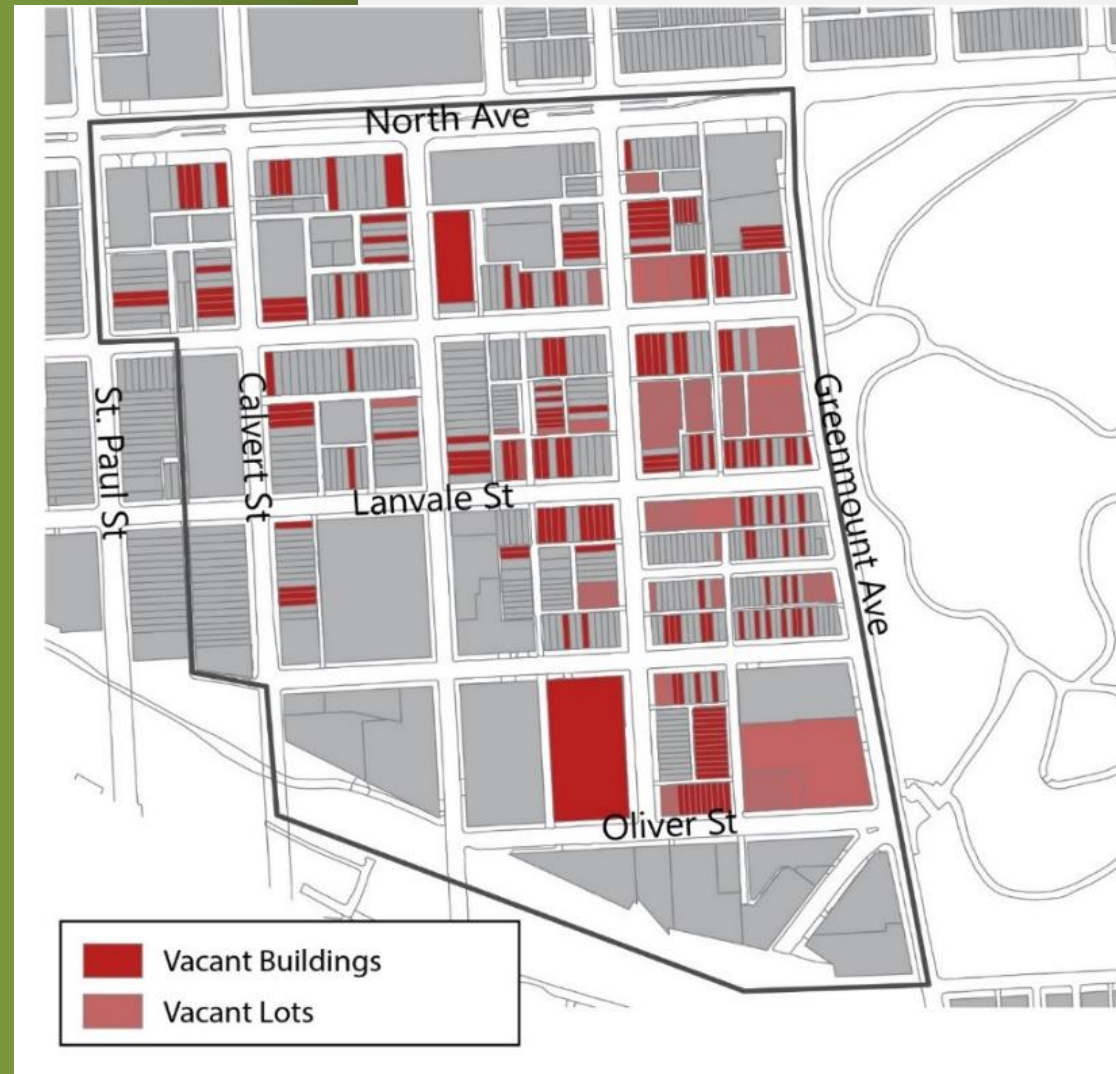 North Ave
St. Paul St
Calvert St
Greenmount Ave
Lanvale St
Oliver St
Vacant Buildings
Vacant Lots